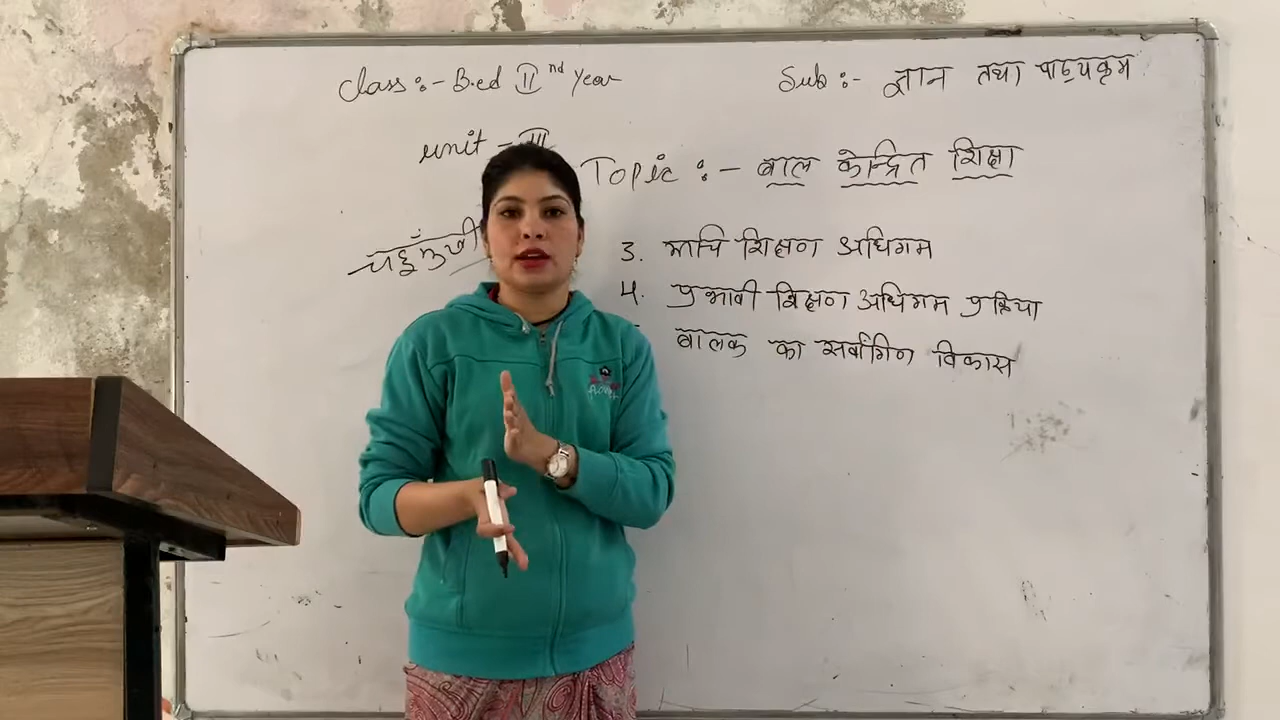 Class :- B.ed II nd Year
Sub :- ज्ञान तथा पाठ्यक्रम
unit - III
Topic :- बाल केन्द्रित शिक्षा
चहुँमुखी
3. भाचि शिक्षण अधिगम
4. प्रभावी शिक्षण अधिगम प्रक्रिया
बालक का सर्वांगिण विकास